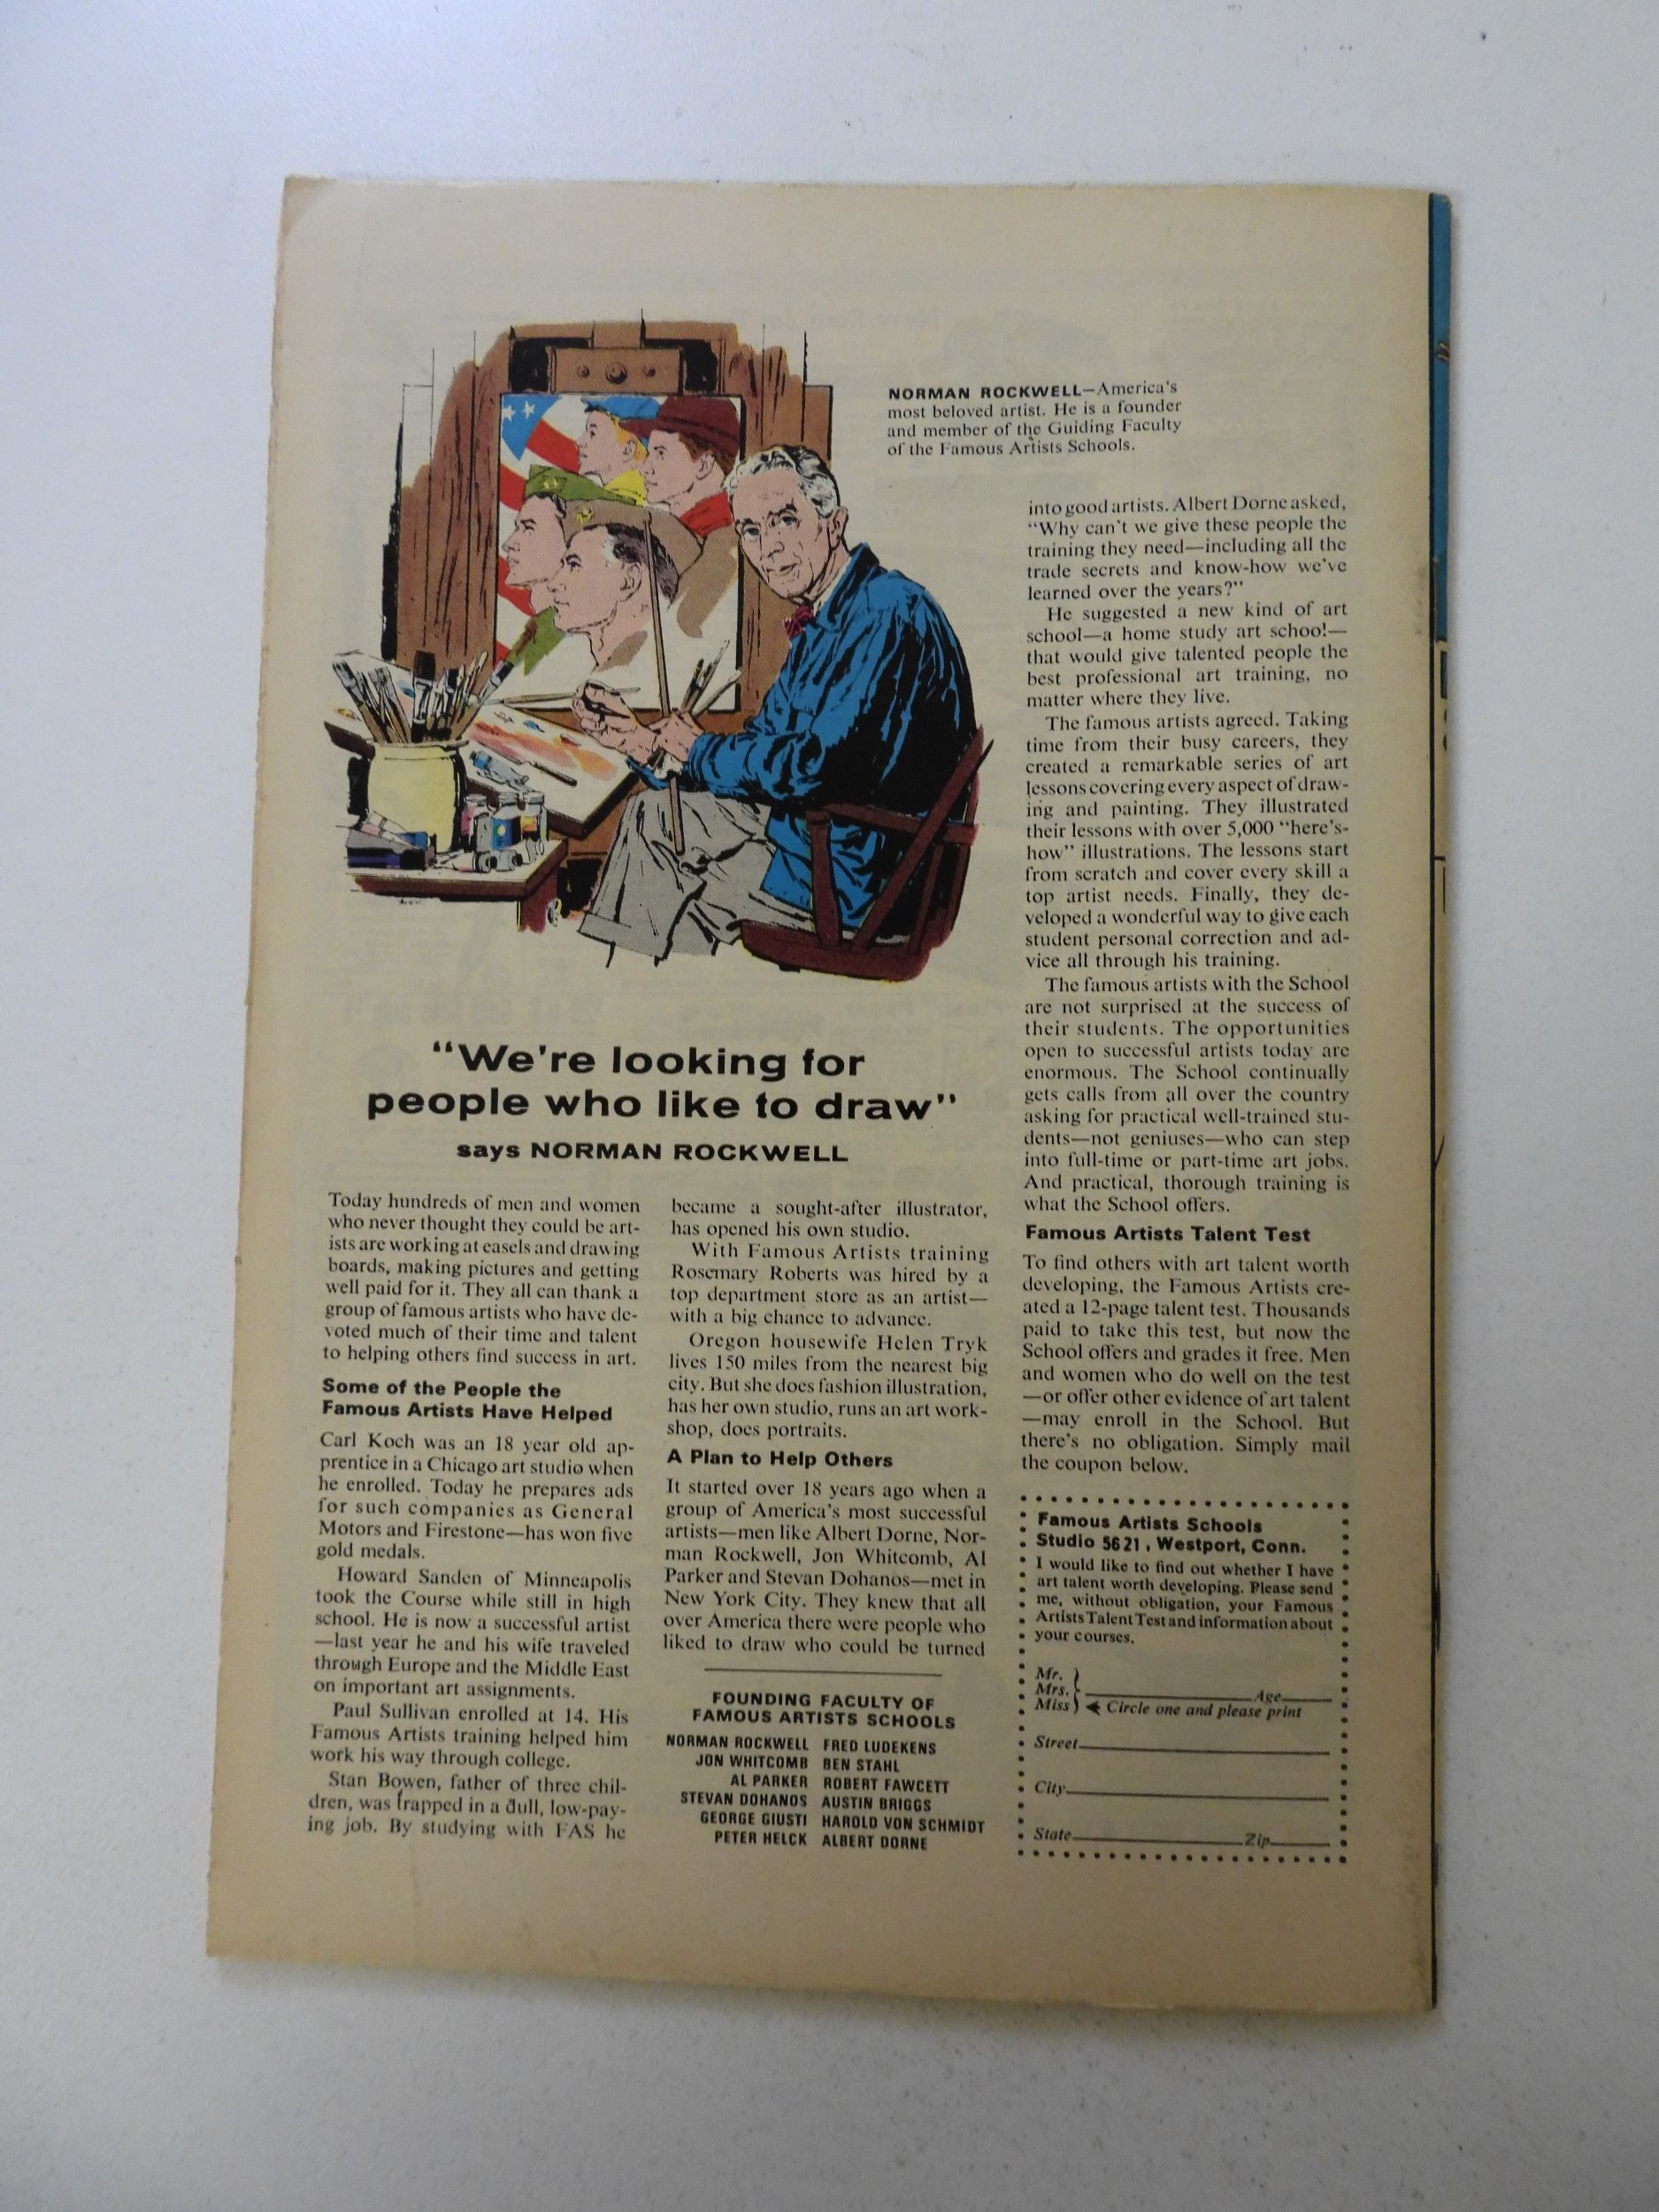 NORMAN ROCKWELL—America's
most beloved artist. He is a founder
and member of the Guiding Faculty
of the Famous Artists Schools.
"We're looking for
people who like to draw"
says NORMAN ROCKWELL
Today hundreds of men and women
who never thought they could be art-
ists are working at easels and drawing
boards, making pictures and getting
well paid for it. They all can thank a
group of famous artists who have de-
voted much of their time and talent
to helping others find success in art.
Some of the People the
Famous Artists Have Helped
Carl Koch was an 18 year old ap-
prentice in a Chicago art studio when
he enrolled. Today he prepares ads
for such companies as General
Motors and Firestone—has won five
gold medals.
Howard Sanden of Minneapolis
took the Course while still in high
school. He is now a successful artist
—last year he and his wife traveled
through Europe and the Middle East
on important art assignments.
Paul Sullivan enrolled at 14. His
Famous Artists training helped him
work his way through college.
Stan Bowen, father of three chil-
dren, was trapped in a dull, low-pay-
ing job. By studying with FAS he
became a sought-after illustrator,
has opened his own studio.
With Famous Artists training
Rosemary Roberts was hired by a
top department store as an artist—
with a big chance to advance.
Oregon housewife Helen Tryk
lives 150 miles from the nearest big
city. But she does fashion illustration,
has her own studio, runs an art work-
shop, does portraits.
A Plan to Help Others
It started over 18 years ago when a
group of America's most successful
artists—men like Albert Dorne, Nor-
man Rockwell, Jon Whitcomb, Al
Parker and Stevan Dohanos—met in
New York City. They knew that all
over America there were people who
liked to draw who could be turned
FOUNDING FACULTY OF
FAMOUS ARTISTS SCHOOLS
NORMAN ROCKWELL FRED LUDEKENS
JON WHITCOMB BEN STAHL
AL PARKER ROBERT FAWCETT
STEVAN DOHANOS AUSTIN BRIGGS
GEORGE GIUSTI HAROLD VON SCHMIDT
PETER HELCK ALBERT DORNE
into good artists. Albert Dorne asked,
"Why can't we give these people the
training they need—including all the
trade secrets and know-how we've
learned over the years?"
He suggested a new kind of art
school—a home study art school—
that would give talented people the
best professional art training, no
matter where they live.
The famous artists agreed. Taking
time from their busy careers, they
created a remarkable series of art
lessons covering every aspect of draw-
ing and painting. They illustrated
their lessons with over 5,000 "here's-
how" illustrations. The lessons start
from scratch and cover every skill a
top artist needs. Finally, they de-
veloped a wonderful way to give each
student personal correction and ad-
vice all through his training.
The famous artists with the School
are not surprised at the success of
their students. The opportunities
open to successful artists today are
enormous. The School continually
gets calls from all over the country
asking for practical well-trained stu-
dents—not geniuses—who can step
into full-time or part-time art jobs.
And practical, thorough training is
what the School offers.
Famous Artists Talent Test
To find others with art talent worth
developing, the Famous Artists cre-
ated a 12-page talent test. Thousands
paid to take this test, but now the
School offers and grades it free. Men
and women who do well on the test
—or offer other evidence of art talent
—may enroll in the School. But
there's no obligation. Simply mail
the coupon below.
Famous Artists Schools
Studio 5621, Westport, Conn.
I would like to find out whether I have
art talent worth developing. Please send
me, without obligation, your Famous
Artists Talent Test and information about
your courses.
Mr.
Mrs. Age
Miss Circle one and please print
Street
City
State Zip